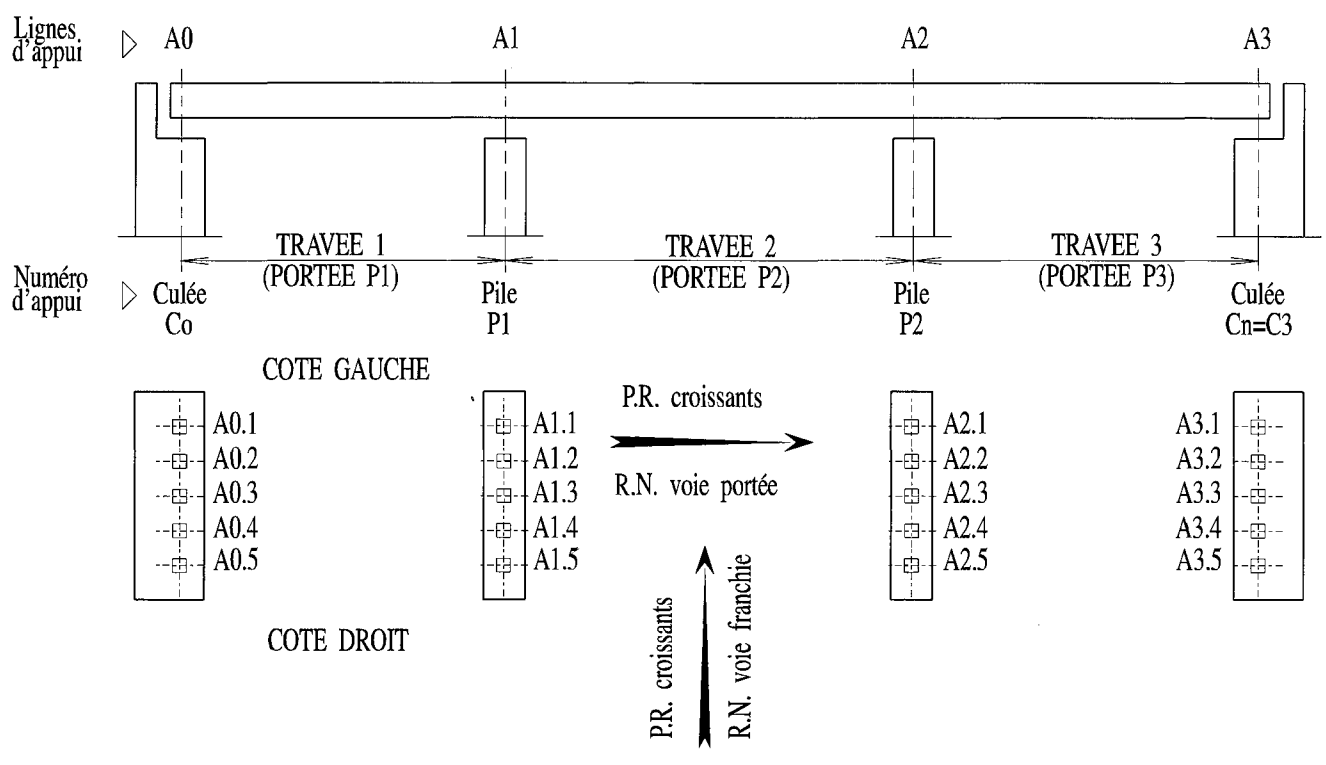 Lignes
d'appui
A0 A1 A2 A3
TRAVEE 1 TRAVEE 2 TRAVEE 3
(PORTEE P1) (PORTEE P2) (PORTEE P3)
Numéro
d'appui
Culée Pile Pile Culée
Co P1 P2 Cn=C3
COTE GAUCHE
P.R. croissants
R.N. voie portée
A0.1 A1.1 A2.1 A3.1
A0.2 A1.2 A2.2 A3.2
A0.3 A1.3 A2.3 A3.3
A0.4 A1.4 A2.4 A3.4
A0.5 A1.5 A2.5 A3.5
COTE DROIT
P.R. croissants
R.N. voie franchie